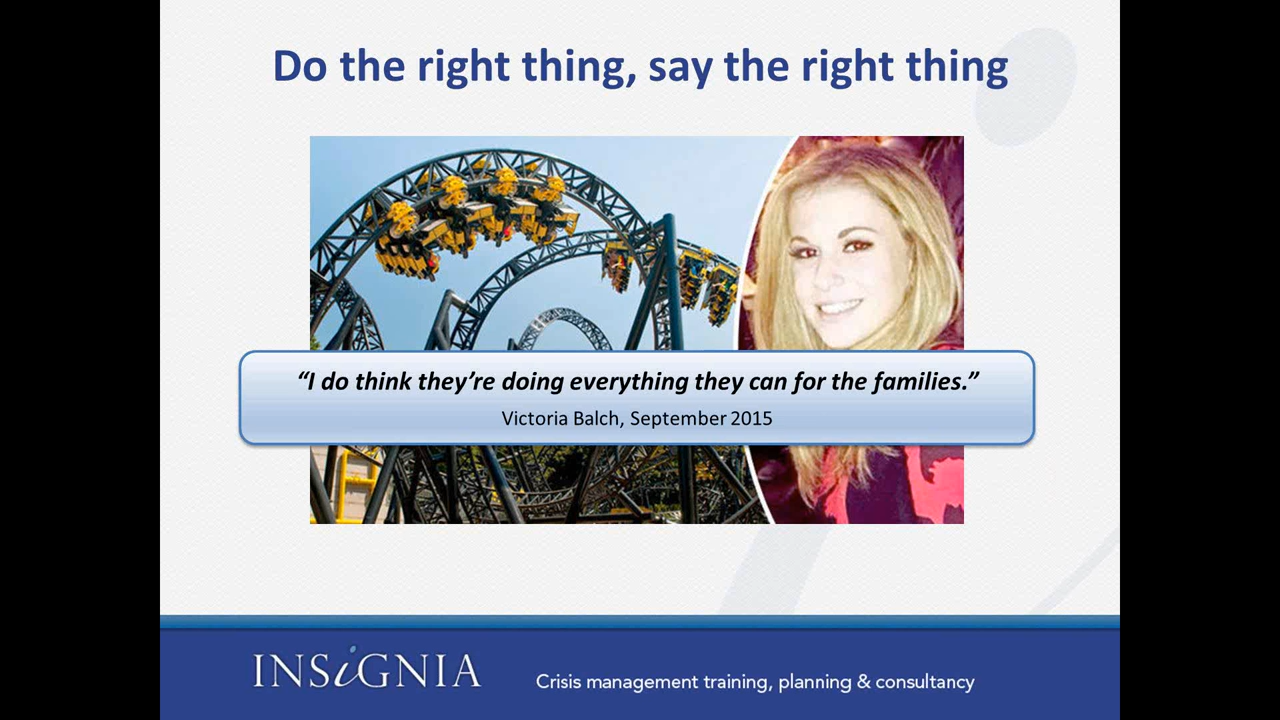 Do the right thing, say the right thing
“I do think they’re doing everything they can for the families.”
Victoria Balch, September 2015
INSiGNIA
Crisis management training, planning & consultancy